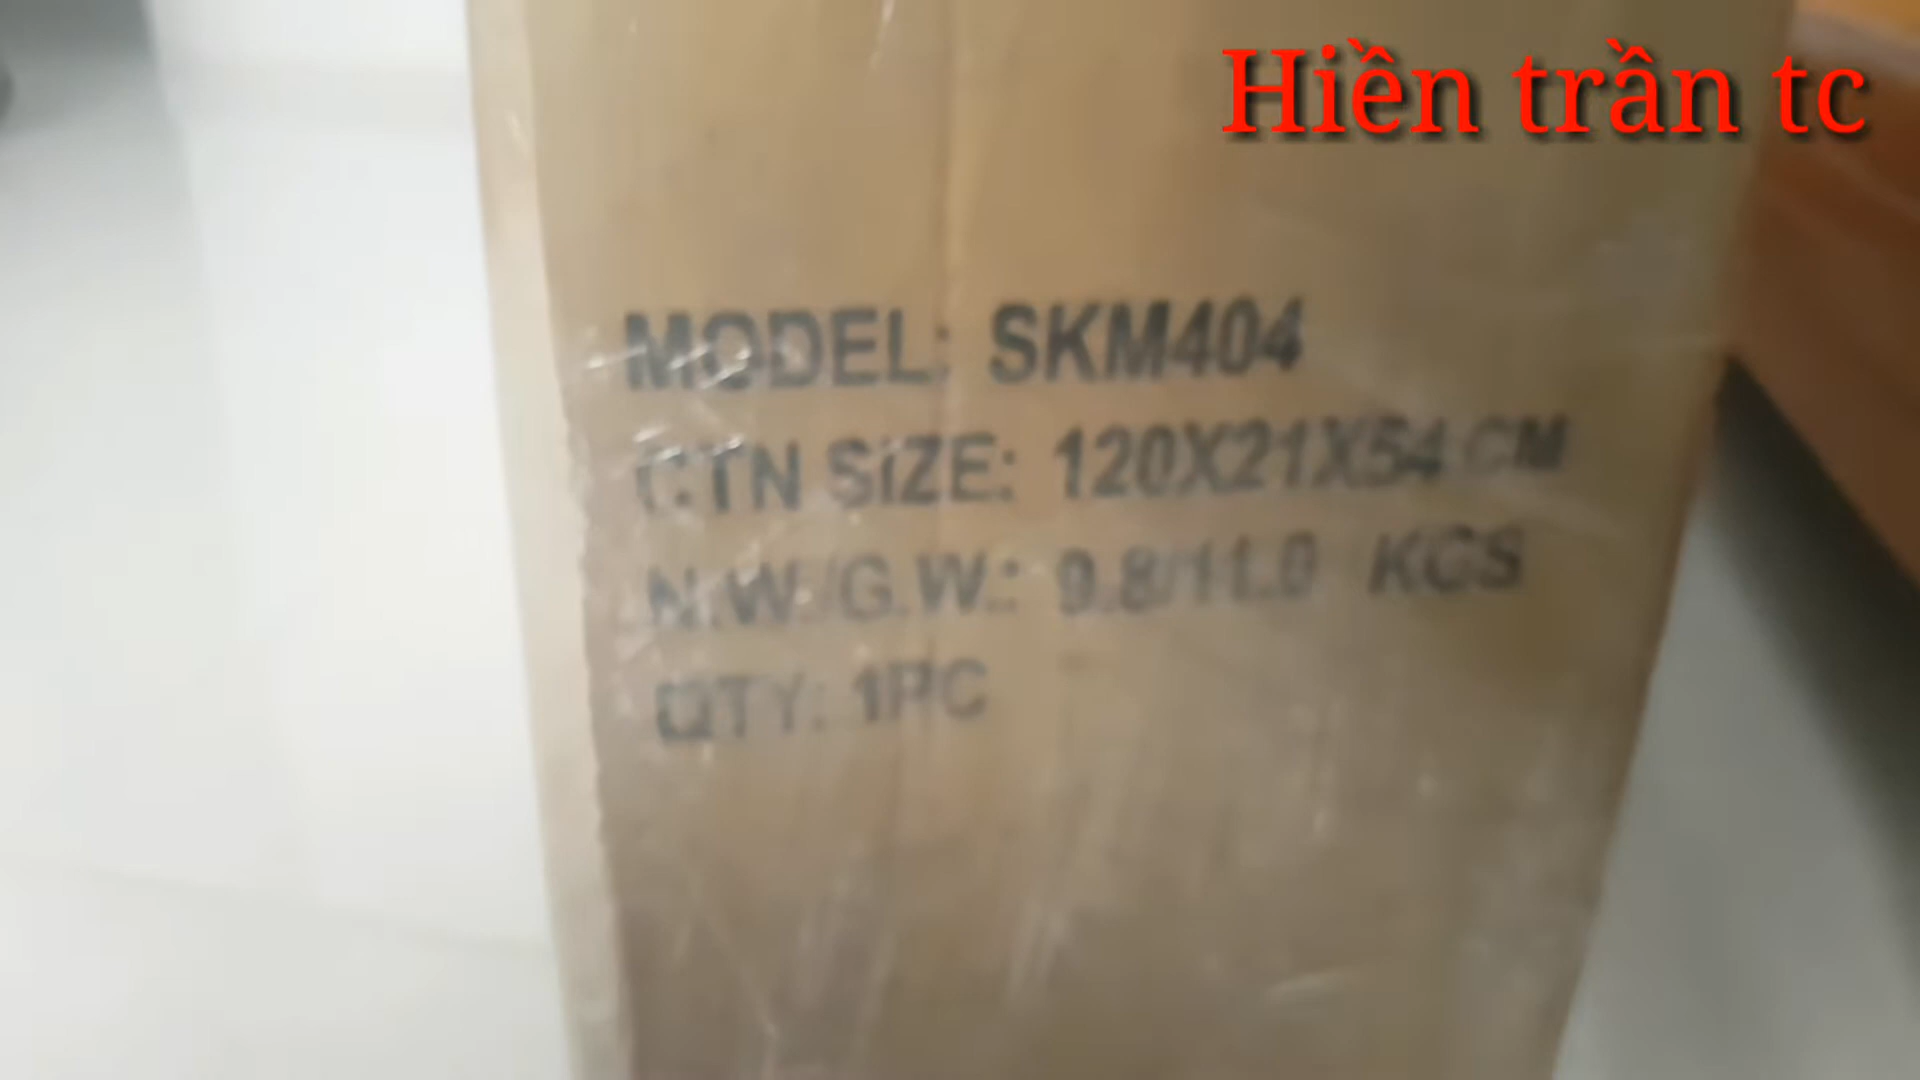 Hiền trần tc
MODEL: SKM404
CTN SIZE: 120X21X54 CM
N.W./G.W.: 9.8/11.0 KGS
QTY: 1PC